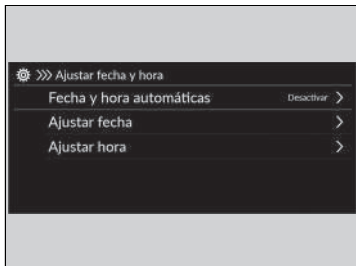 >>> Ajustar fecha y hora
Fecha y hora automáticas Desactivar >
Ajustar fecha >
Ajustar hora >